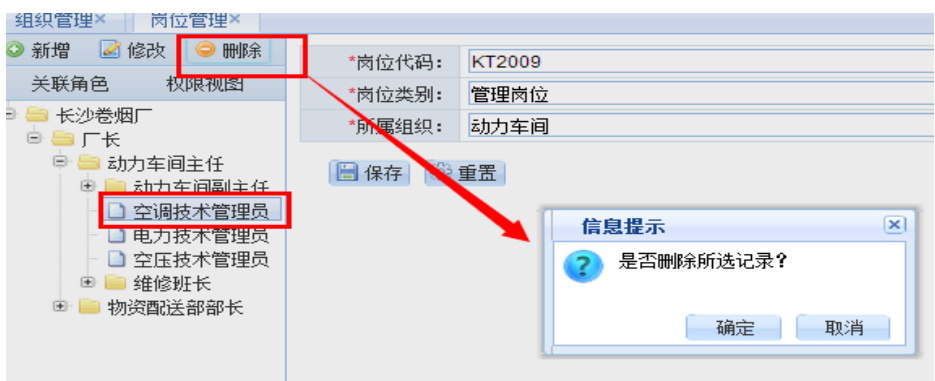 组织管理× 岗位管理×
新增 修改 删除
关联角色 权限视图
长沙卷烟厂
厂长
动力车间主任
动力车间副主任
空调技术管理员
电力技术管理员
空压技术管理员
维修班长
物资配送部部长
*岗位代码： KT2009
*岗位类别： 管理岗位
*所属组织： 动力车间
保存 重置
信息提示
是否删除所选记录？
确定 取消